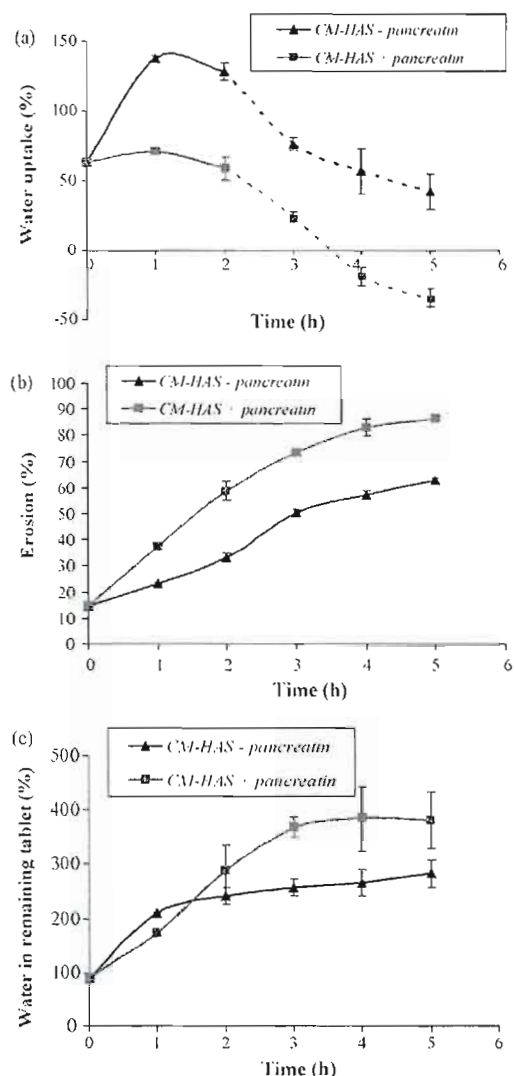 (a)
150
100
50
0
-50
Water uptake (%)
CM-HAS - pancreatin
CM-HAS + pancreatin
0 1 2 3 4 5 6
Time (h)
(b)
100
90
80
70
60
50
40
30
20
10
0
Erosion (%)
CM-HAS - pancreatin
CM-HAS + pancreatin
0 1 2 3 4 5 6
Time (h)
(c)
500
400
300
200
100
0
Water in remaining tablet (%)
CM-HAS - pancreatin
CM-HAS + pancreatin
0 1 2 3 4 5 6
Time (h)